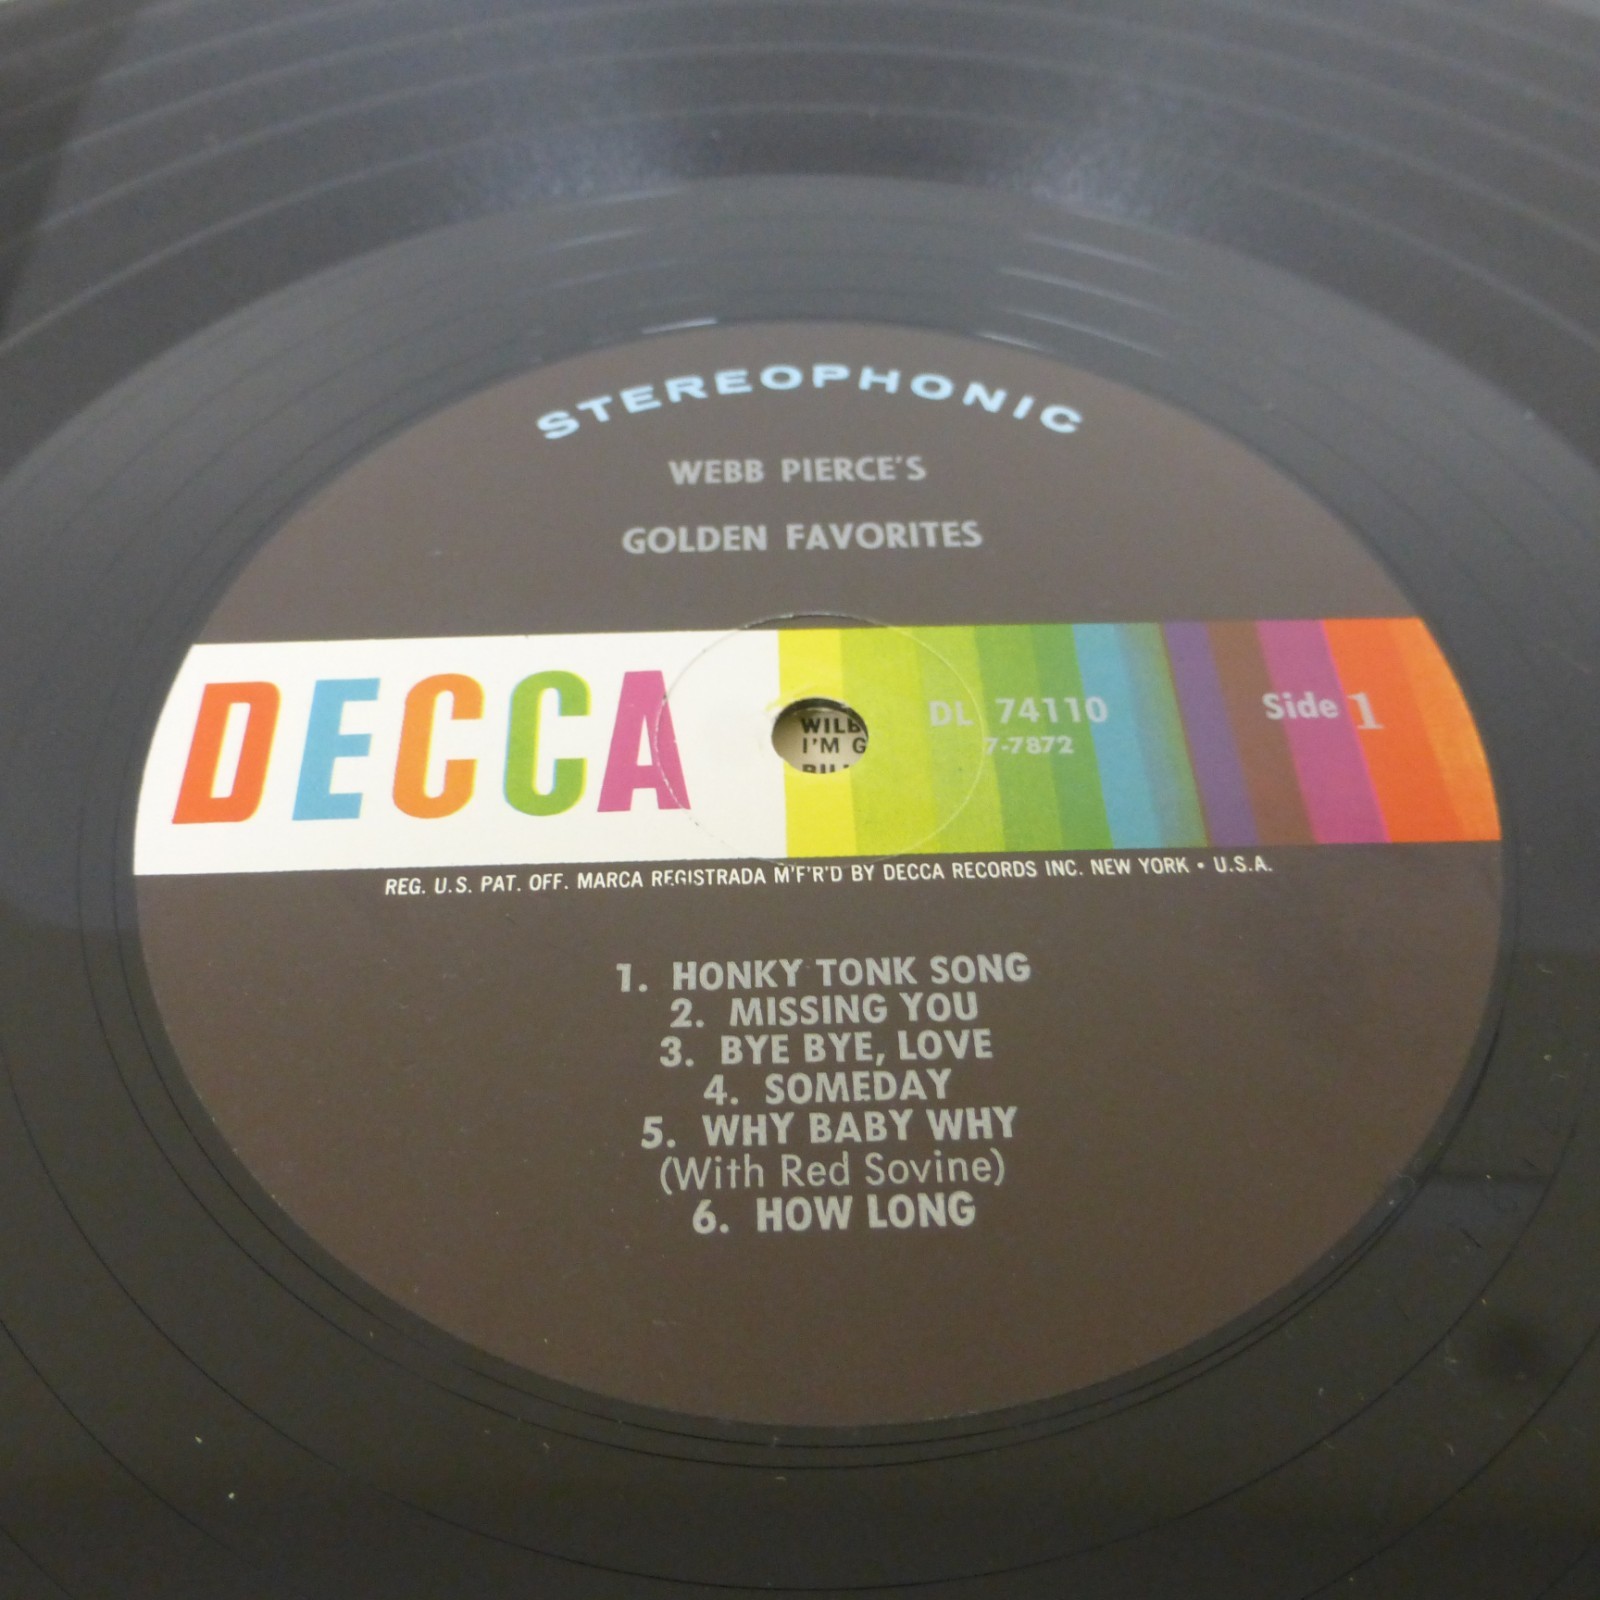 STEREOPHONIC
WEBB PIERCE'S
GOLDEN FAVORITES
DECCA
DL 74110
7-7872
Side 1
I'M G
REG. U.S. PAT. OFF. MARCA REGISTRADA M'F'R'D BY DECCA RECORDS INC. NEW YORK • U.S.A.
1. HONKY TONK SONG
2. MISSING YOU
3. BYE BYE, LOVE
4. SOMEDAY
5. WHY BABY WHY
(With Red Sovine)
6. HOW LONG